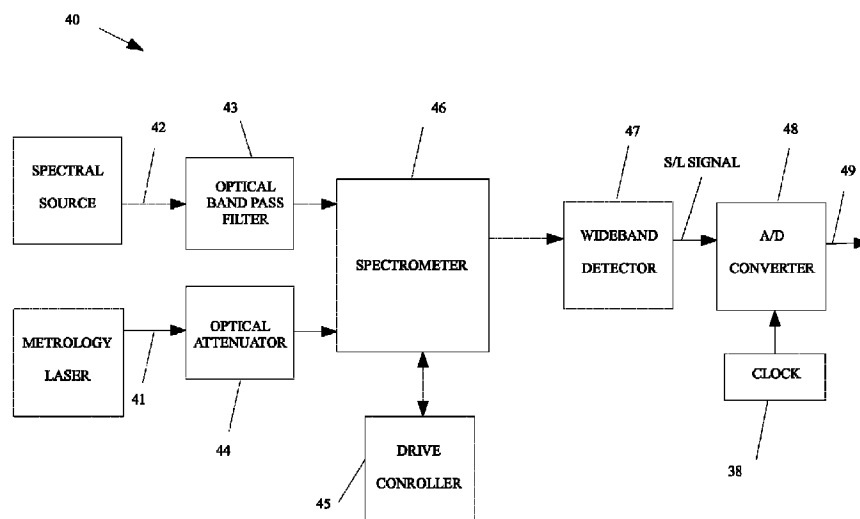 40
42
43
46
47
S/L SIGNAL
48
49
SPECTRAL
SOURCE
OPTICAL
BAND PASS
FILTER
SPECTROMETER
WIDEBAND
DETECTOR
A/D
CONVERTER
METROLOGY
LASER
41
OPTICAL
ATTENUATOR
44
CLOCK
38
DRIVE
CONROLLER
45